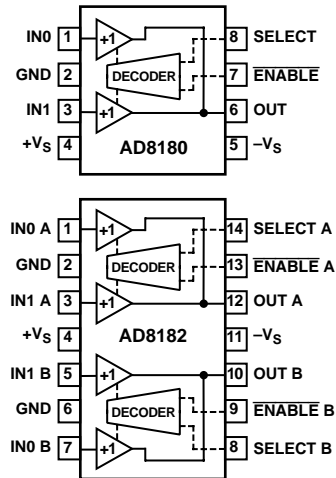 IN0 1 +1 8 SELECT
GND 2 DECODER 7 ENABLE
IN1 3 +1 6 OUT
+VS 4 AD8180 5 –VS
IN0 A 1 +1 14 SELECT A
GND 2 DECODER 13 ENABLE A
IN1 A 3 +1 12 OUT A
+VS 4 AD8182 11 –VS
IN1 B 5 +1 10 OUT B
GND 6 DECODER 9 ENABLE B
IN0 B 7 +1 8 SELECT B